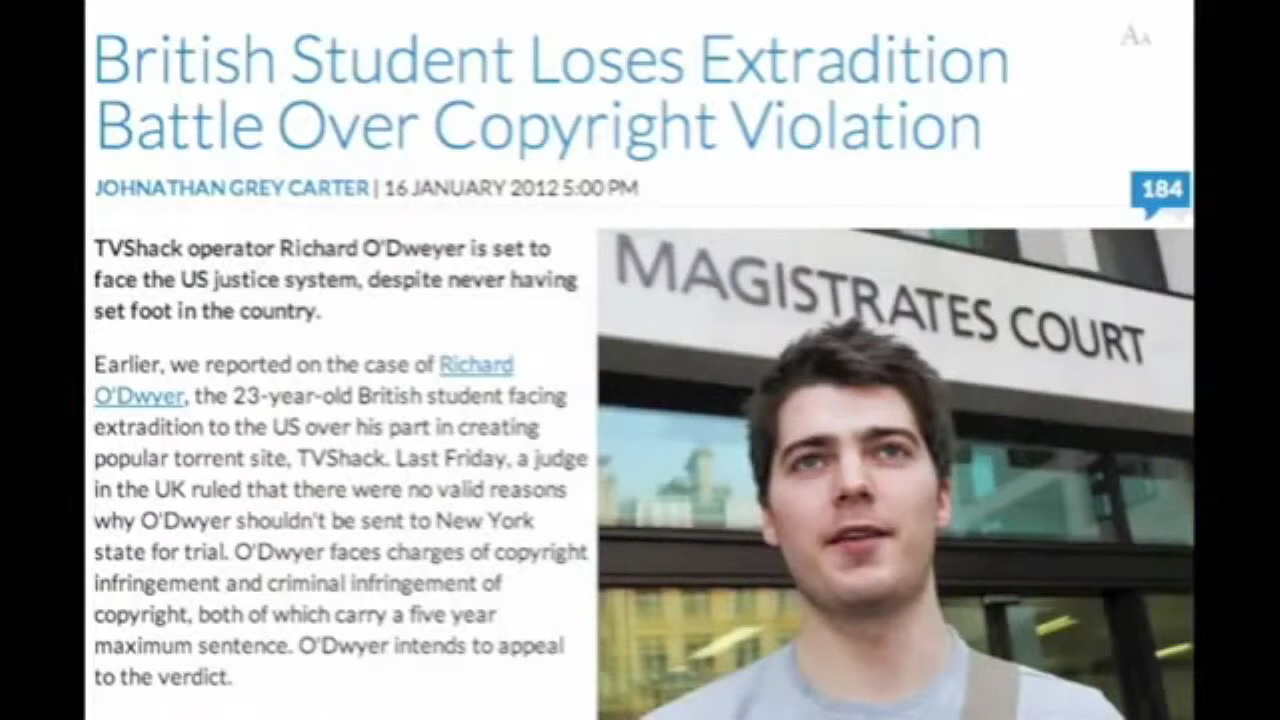 British Student Loses Extradition
Battle Over Copyright Violation
AA
JOHNATHAN GREY CARTER | 16 JANUARY 2012 5:00 PM
184
TVShack operator Richard O'Dweyer is set to
face the US justice system, despite never having
set foot in the country.
Earlier, we reported on the case of Richard
O'Dwyer, the 23-year-old British student facing
extradition to the US over his part in creating
popular torrent site, TVShack. Last Friday, a judge
in the UK ruled that there were no valid reasons
why O'Dwyer shouldn't be sent to New York
state for trial. O'Dwyer faces charges of copyright
infringement and criminal infringement of
copyright, both of which carry a five year
maximum sentence. O'Dwyer intends to appeal
to the verdict.
MAGISTRATES COURT